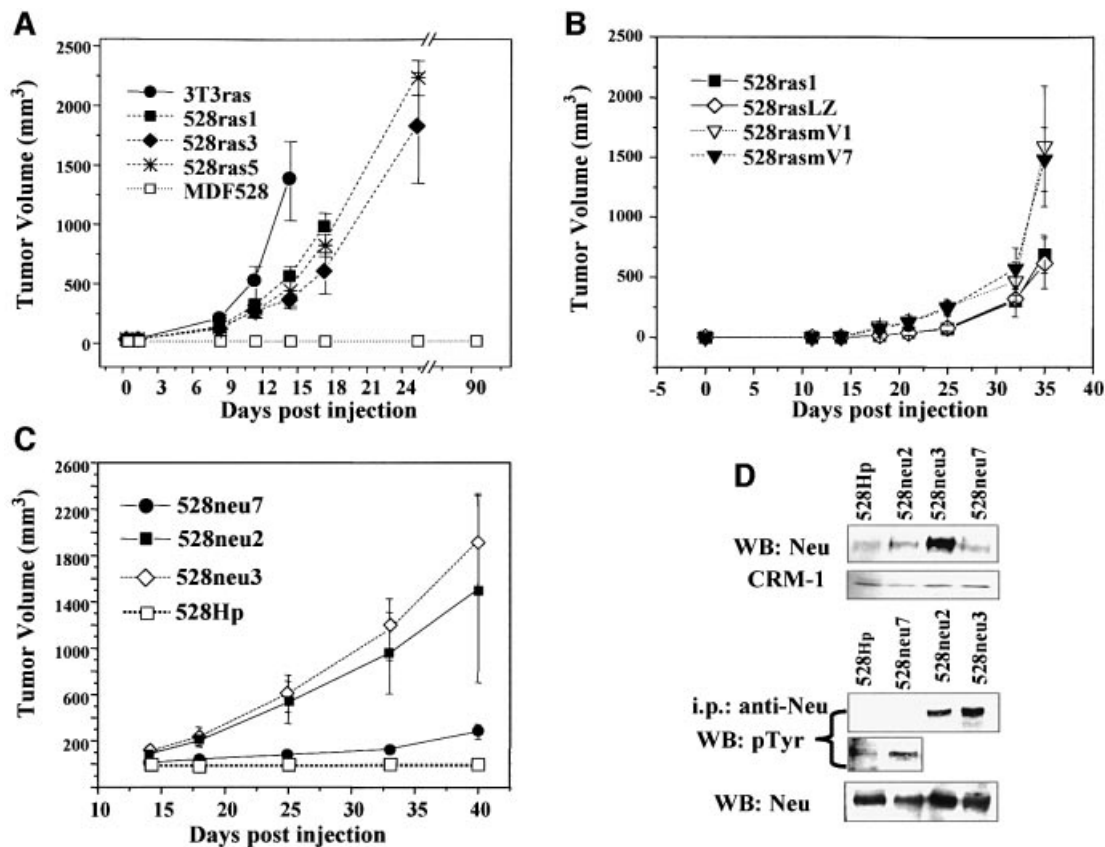 A
B
2500
2000
1500
1000
500
0
Tumor Volume (mm3)
3T3ras
528ras1
528ras3
528ras5
MDF528
0 3 6 9 12 15 18 21 24 90
Days post injection
2500
2000
1500
1000
500
0
Tumor Volume (mm3)
528ras1
528rasLZ
528rasmV1
528rasmV7
-5 0 5 10 15 20 25 30 35 40
Days post injection
C
2600
2200
1800
1400
1000
600
200
Tumor Volume (mm3)
528neu7
528neu2
528neu3
528Hp
10 15 20 25 30 35 40
Days post injection
D
528Hp 528neu2 528neu3 528neu7
WB: Neu
CRM-1
528Hp 528neu7 528neu2 528neu3
i.p.: anti-Neu
WB: pTyr
WB: Neu